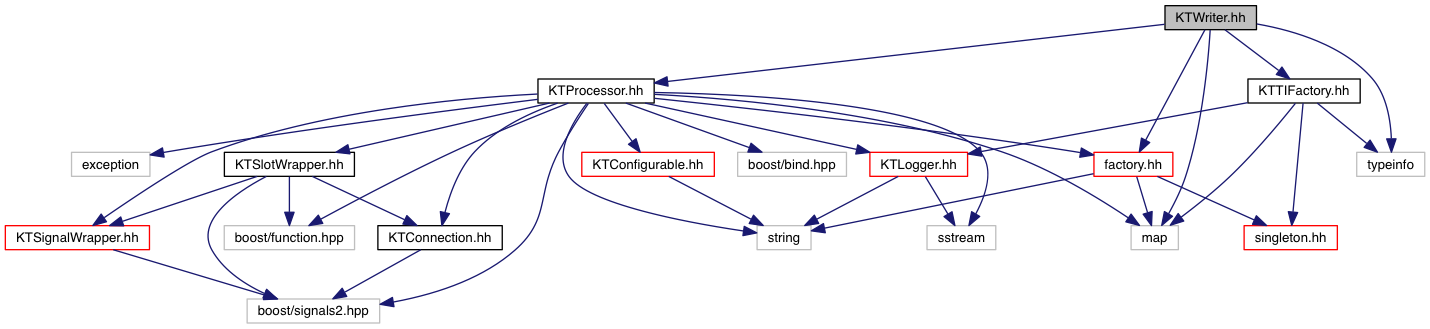 KTWriter.hh
KTProcessor.hh
KTTIFactory.hh
exception
KTSlotWrapper.hh
KTConfigurable.hh
boost/bind.hpp
KTLogger.hh
factory.hh
typeinfo
KTSignalWrapper.hh
boost/function.hpp
KTConnection.hh
string
sstream
map
singleton.hh
boost/signals2.hpp